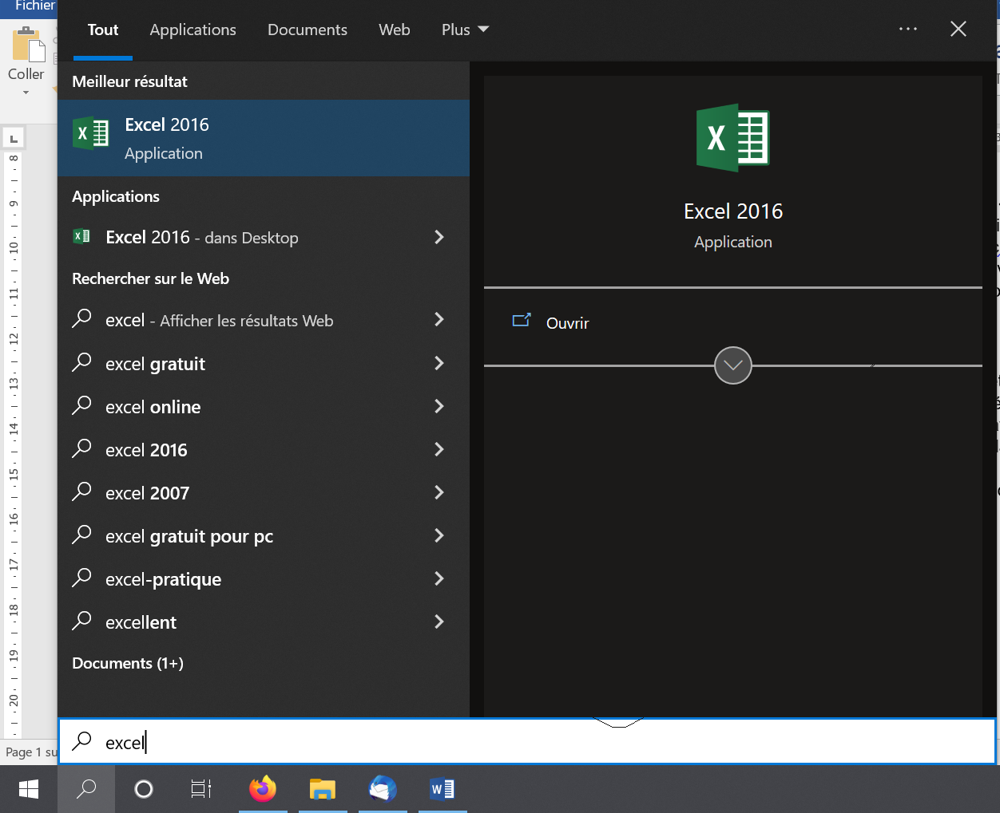 Fichier
Tout Applications Documents Web Plus
Coller
Meilleur résultat
Excel 2016
Application
Applications
Excel 2016 - dans Desktop
Rechercher sur le Web
excel - Afficher les résultats Web
excel gratuit
excel online
excel 2016
excel 2007
excel gratuit pour pc
excel-pratique
excellent
Documents (1+)
Excel 2016
Application
Ouvrir
8
9
10
11
12
13
14
15
16
17
18
19
20
excel
Page 1 su